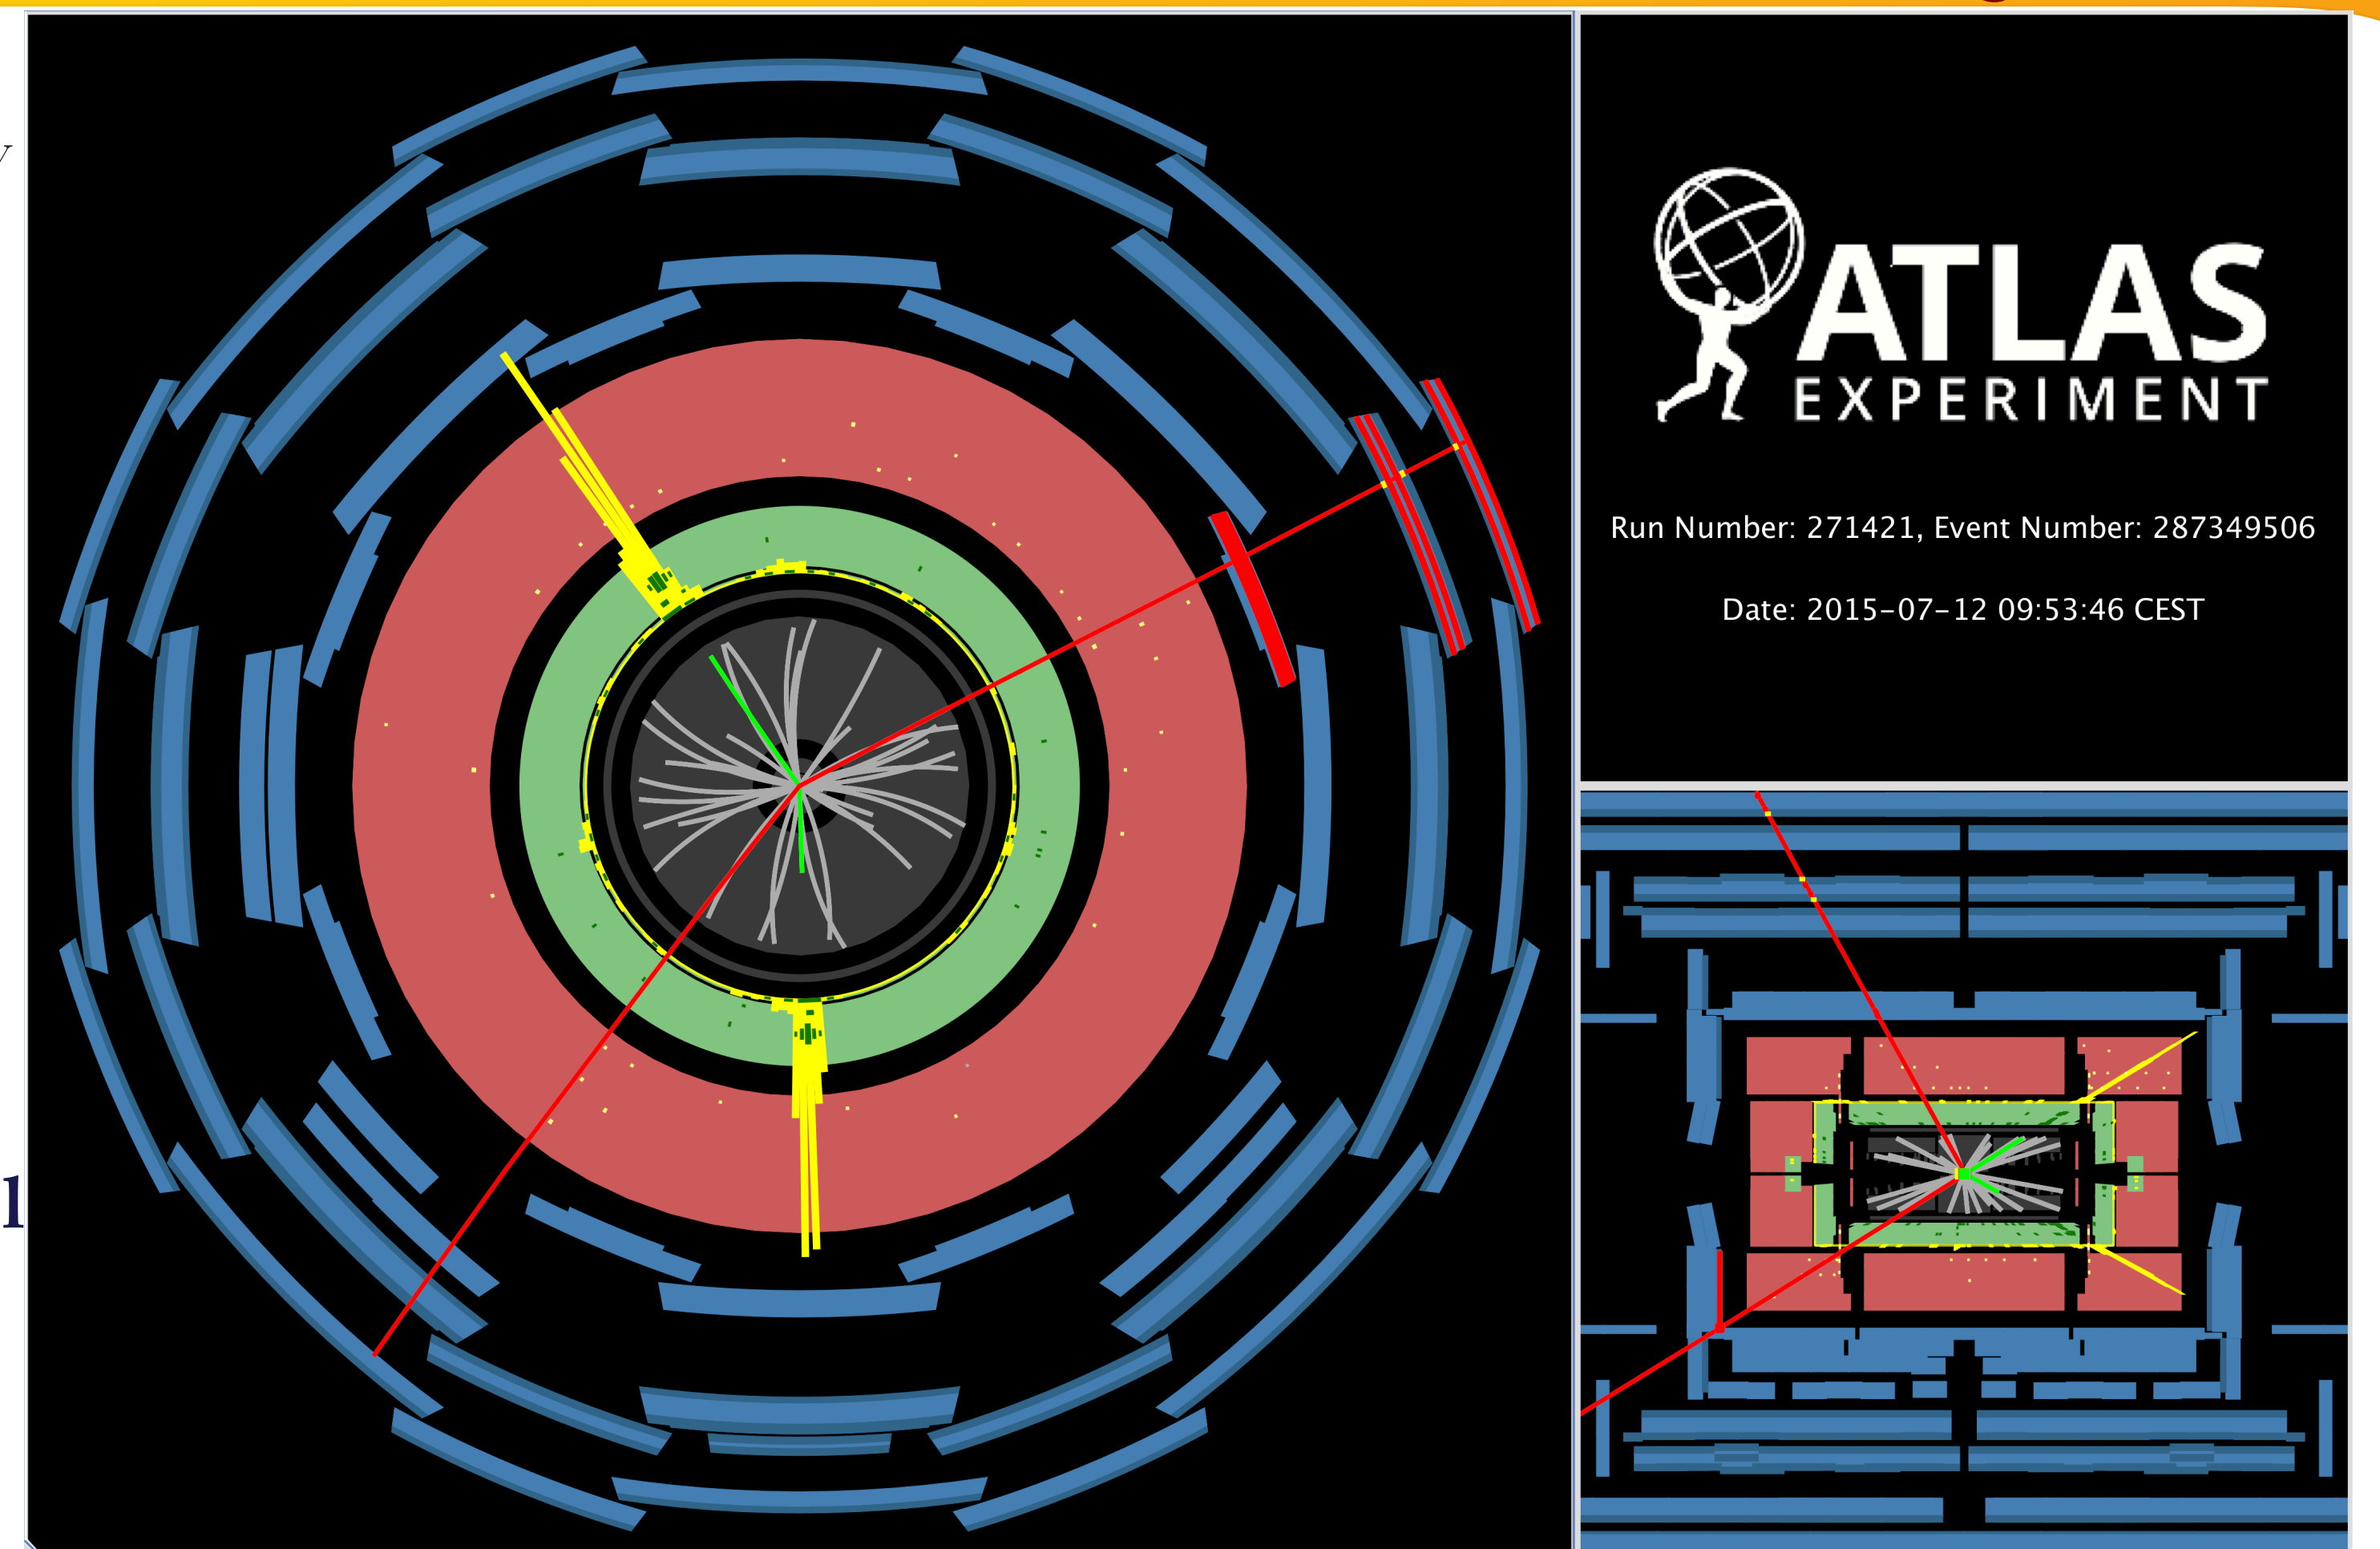 ATLAS
EXPERIMENT
Run Number: 271421, Event Number: 287349506
Date: 2015-07-12 09:53:46 CEST